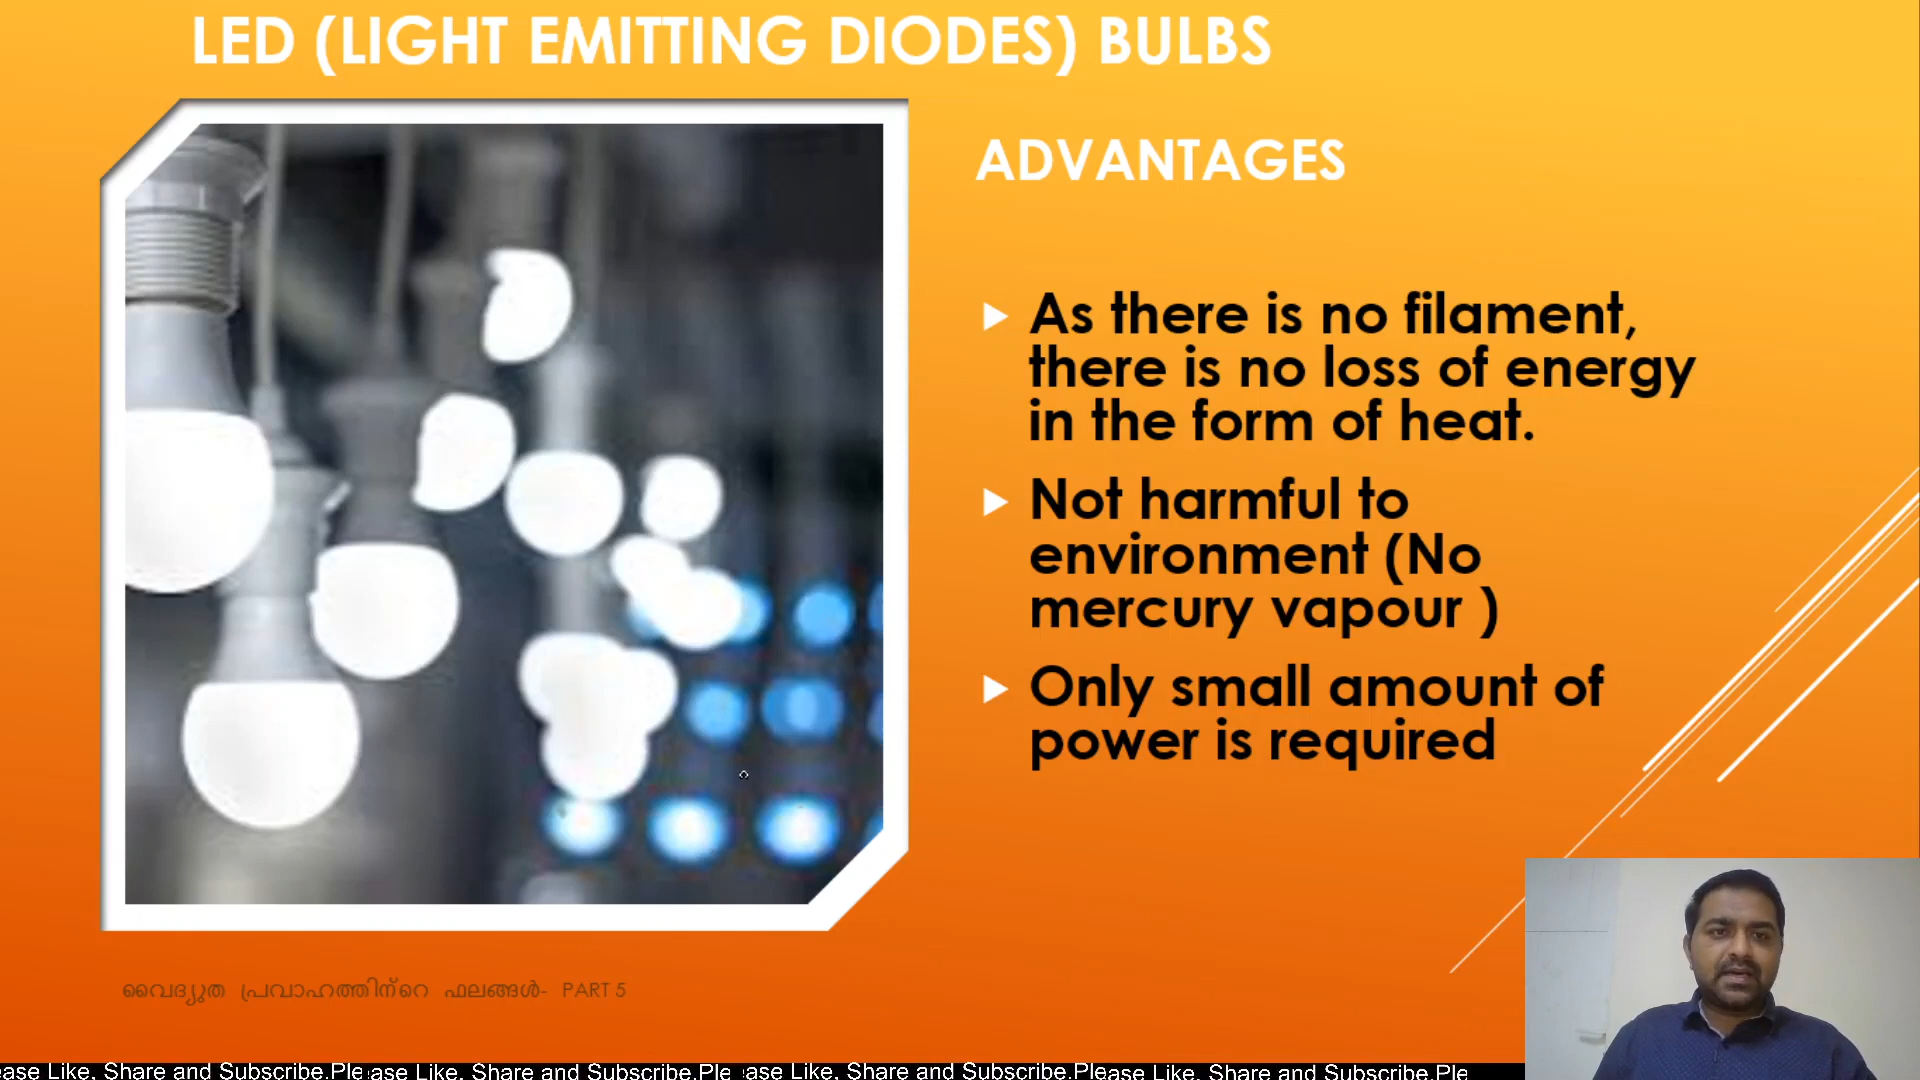 LED (LIGHT EMITTING DIODES) BULBS
ADVANTAGES
As there is no filament,
there is no loss of energy
in the form of heat.
Not harmful to
environment (No
mercury vapour )
Only small amount of
power is required
വൈദ്യുത പ്രവാഹത്തിന്റെ ഫലങ്ങൾ- PART 5
ase Like, Share and Subscribe.Please Like, Share and Subscribe.Please Like, Share and Subscribe.Please Like, Share and Subscribe.Ple